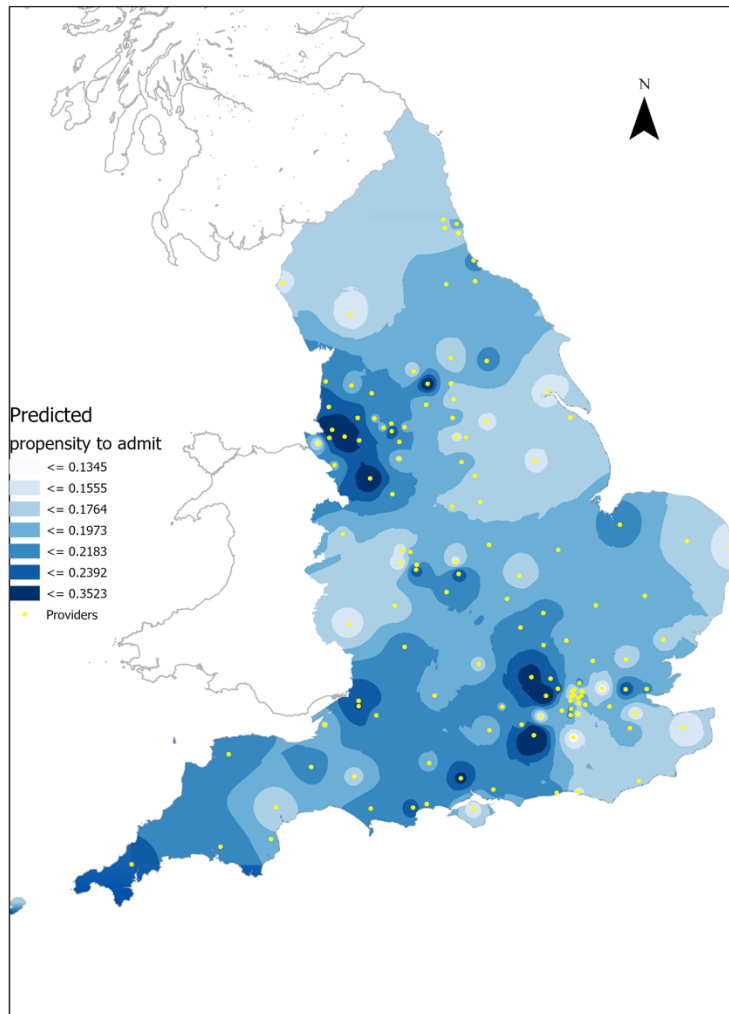 N
Predicted
propensity to admit
<= 0.1345
<= 0.1555
<= 0.1764
<= 0.1973
<= 0.2183
<= 0.2392
<= 0.3523
Providers